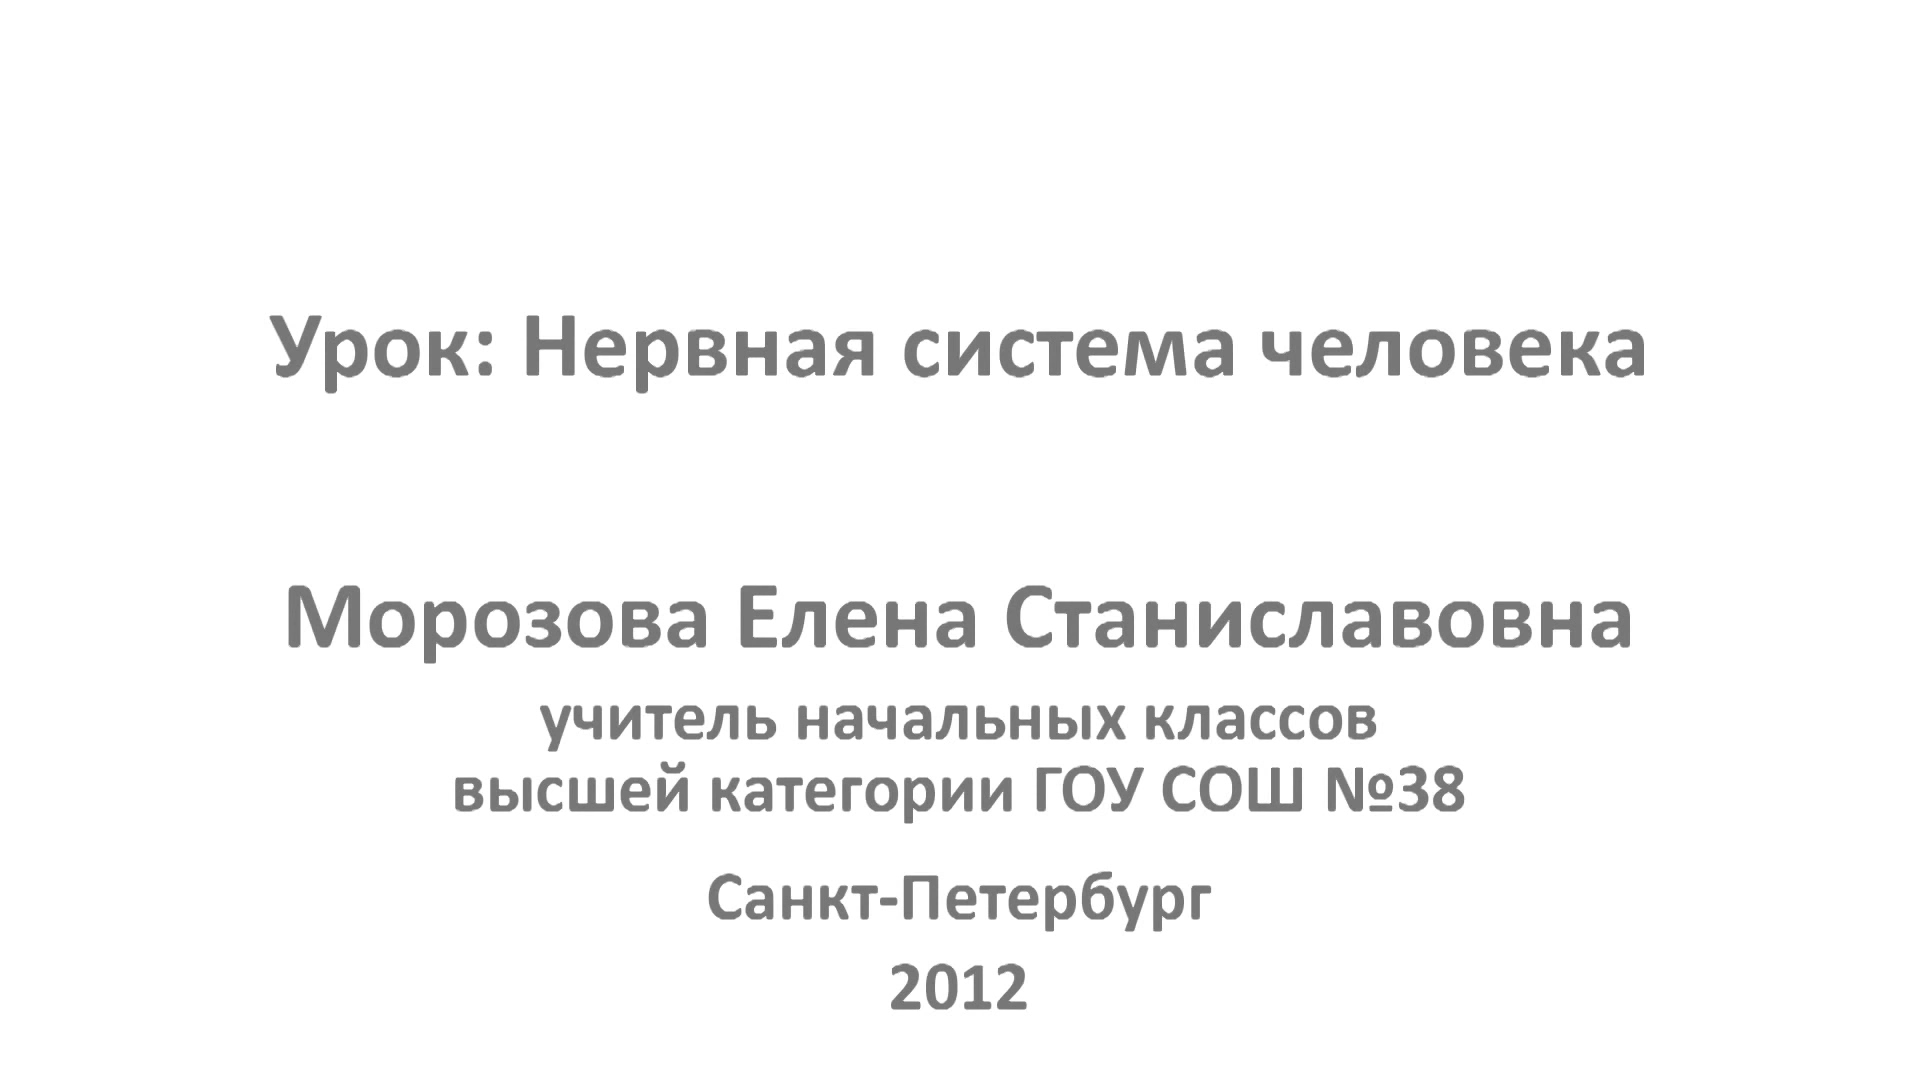 Урок: Нервная система человека
Морозова Елена Станиславовна
учитель начальных классов
высшей категории ГОУ СОШ №38
Санкт-Петербург
2012